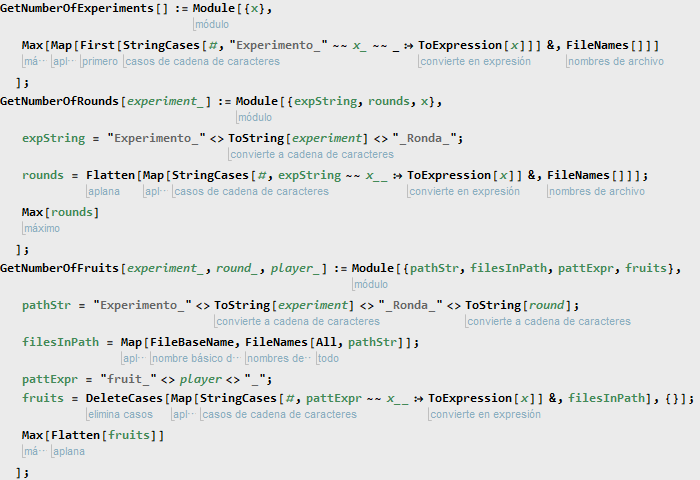 GetNumberOfExperiments[] := Module[{x},
módulo
Max[Map[First[StringCases[#, "Experimento_" ~~ x_ ~~ _ :> ToExpression[x]]] &, FileNames[]]]
má⋯ apl⋯ primero casos de cadena de caracteres convierte en expresión nombres de archivo
];
GetNumberOfRounds[experiment_] := Module[{expString, rounds, x},
módulo
expString = "Experimento_" <> ToString[experiment] <> "_Ronda_";
convierte a cadena de caracteres
rounds = Flatten[Map[StringCases[#, expString ~~ x__ :> ToExpression[x]] &, FileNames[]]];
aplana apl⋯ casos de cadena de caracteres convierte en expresión nombres de archivo
Max[rounds]
máximo
];
GetNumberOfFruits[experiment_, round_, player_] := Module[{pathStr, filesInPath, pattExpr, fruits},
módulo
pathStr = "Experimento_" <> ToString[experiment] <> "_Ronda_" <> ToString[round];
convierte a cadena de caracteres convierte a cadena de caracteres
filesInPath = Map[FileBaseName, FileNames[All, pathStr]];
apl⋯ nombre básico d⋯ nombres de⋯ todo
pattExpr = "fruit_" <> player <> "_";
fruits = DeleteCases[Map[StringCases[#, pattExpr ~~ x__ :> ToExpression[x]] &, filesInPath], {}];
elimina casos apl⋯ casos de cadena de caracteres convierte en expresión
Max[Flatten[fruits]]
má⋯ aplana
];